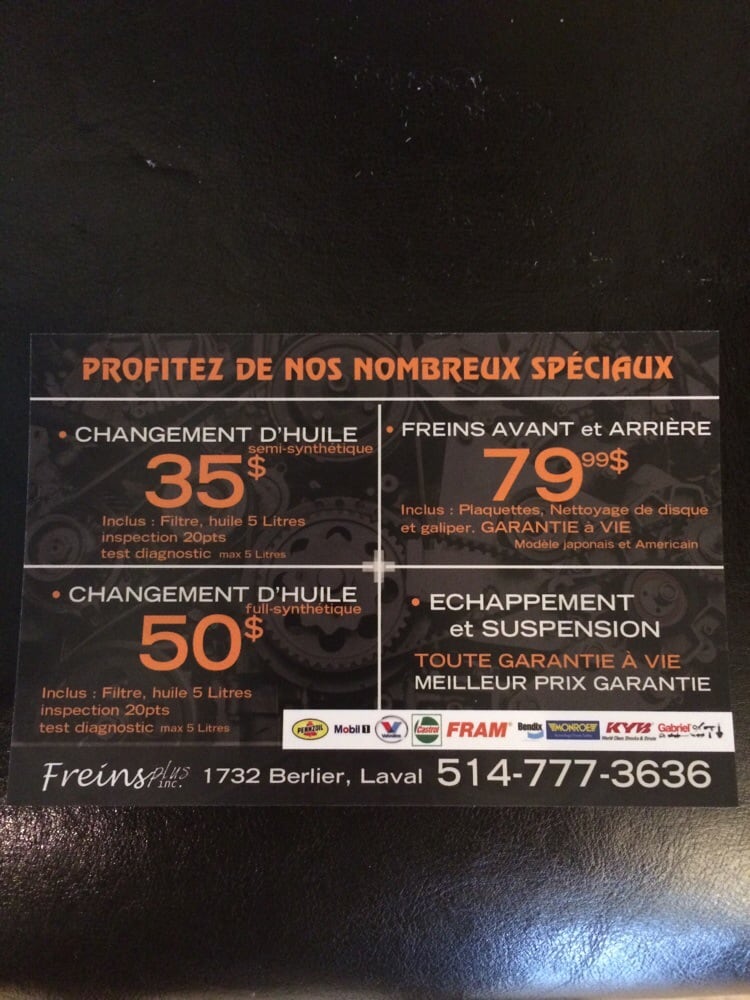 PROFITEZ DE NOS NOMBREUX SPÉCIAUX
• CHANGEMENT D'HUILE
semi-synthétique
35$
Inclus : Filtre, huile 5 Litres
inspection 20pts
test diagnostic max 5 Litres
• FREINS AVANT et ARRIÈRE
79 99$
Inclus : Plaquettes, Nettoyage de disque
et galiper. GARANTIE à VIE
Modèle japonais et Americain
• CHANGEMENT D'HUILE
full-synthétique
50$
Inclus : Filtre, huile 5 Litres
inspection 20pts
test diagnostic max 5 Litres
• ECHAPPEMENT
et SUSPENSION
TOUTE GARANTIE À VIE
MEILLEUR PRIX GARANTIE
PENNZOIL Mobil 1 Valvoline Castrol FRAM Bendix MONROE KYB Gabriel
Freins plus inc. 1732 Berlier, Laval 514-777-3636